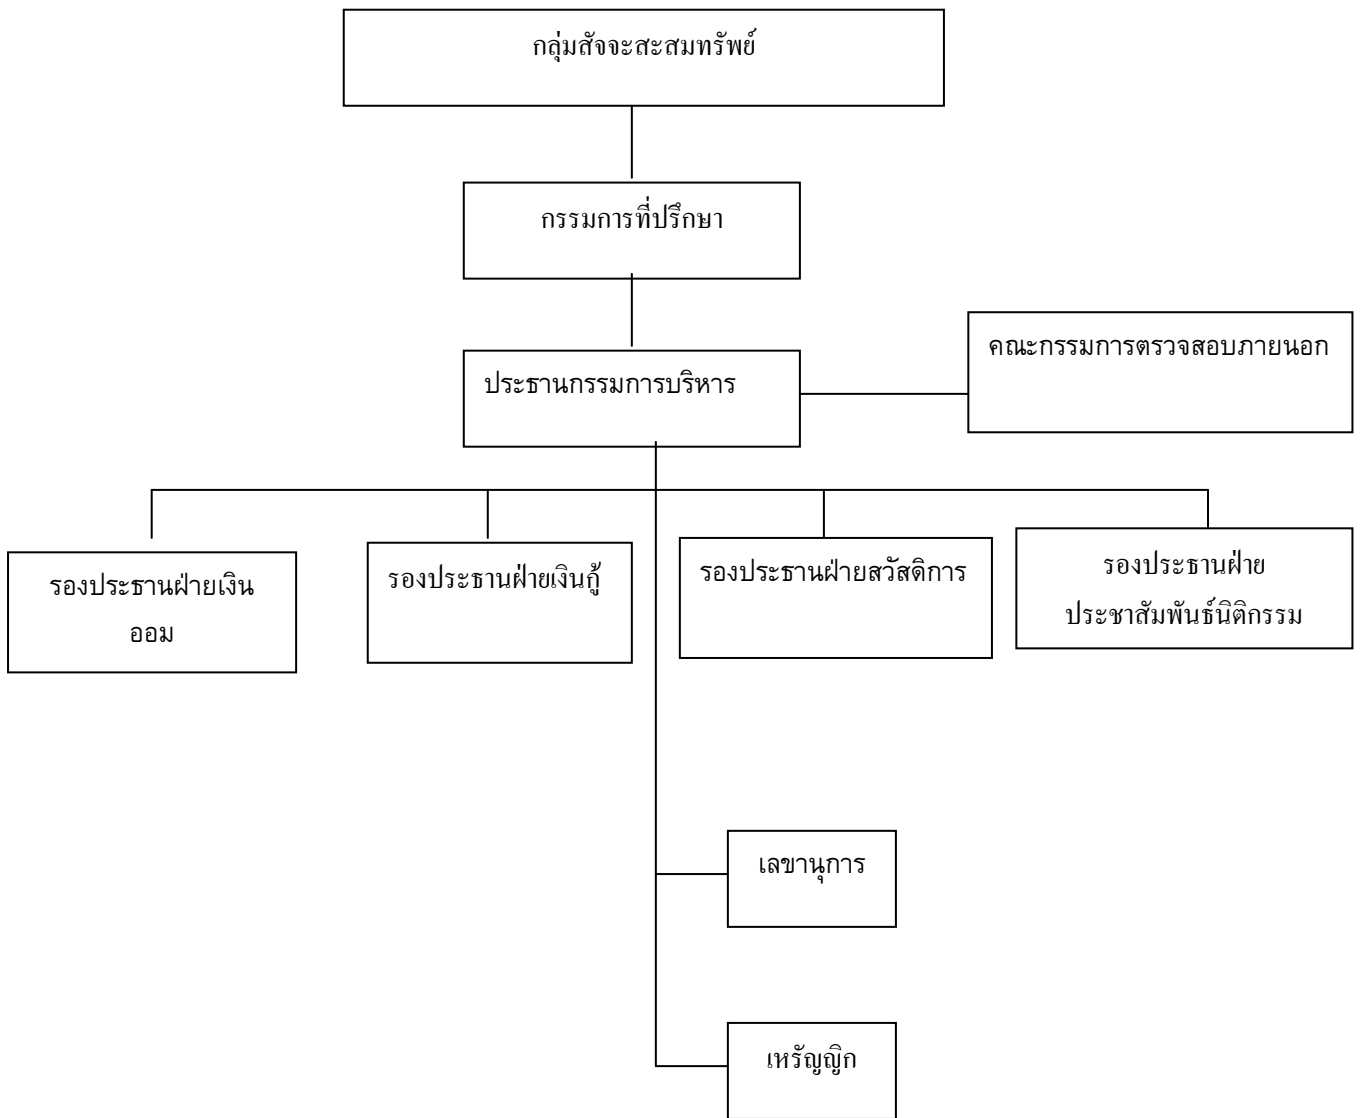 กลุ่มสัจจะสะสมทรัพย์
กรรมการที่ปรึกษา
คณะกรรมการตรวจสอบภายนอก
ประธานกรรมการบริหาร
รองประธานฝ่ายเงิน
ออม
รองประธานฝ่ายเงินกู้
รองประธานฝ่ายสวัสดิการ
รองประธานฝ่าย
ประชาสัมพันธ์นิติกรรม
เลขานุการ
เหรัญญิก